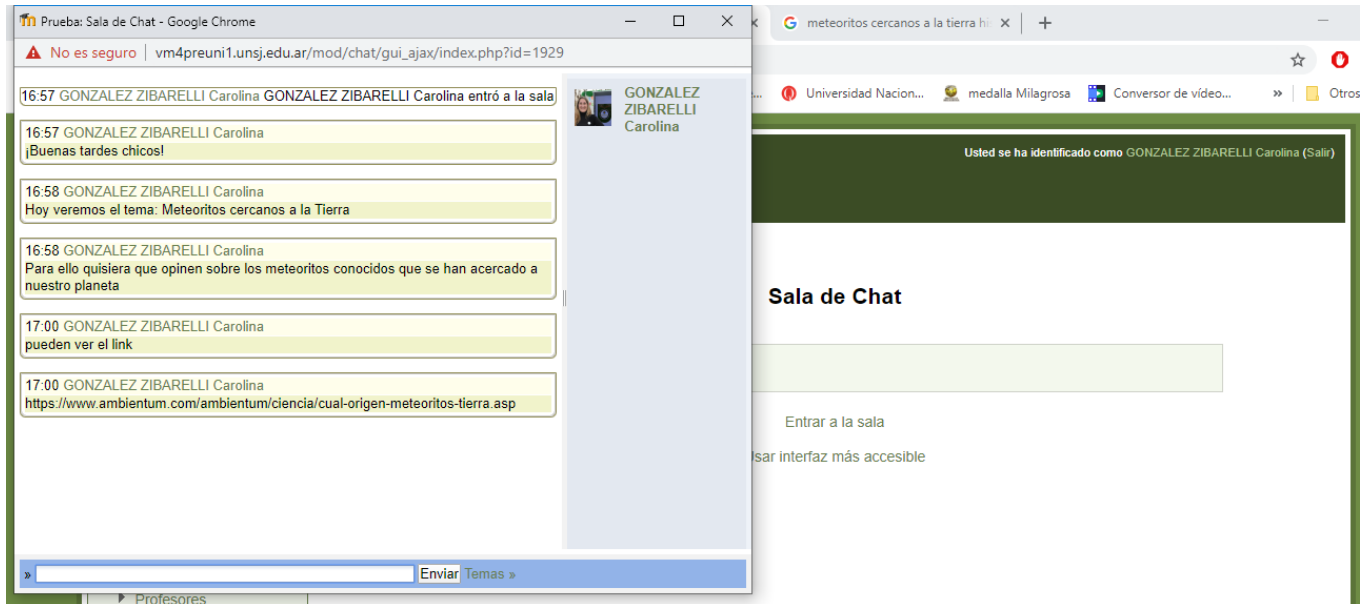 Prueba: Sala de Chat - Google Chrome
No es seguro | vm4preuni1.unsj.edu.ar/mod/chat/gui_ajax/index.php?id=1929
16:57 GONZALEZ ZIBARELLI Carolina GONZALEZ ZIBARELLI Carolina entró a la sala
16:57 GONZALEZ ZIBARELLI Carolina
¡Buenas tardes chicos!
16:58 GONZALEZ ZIBARELLI Carolina
Hoy veremos el tema: Meteoritos cercanos a la Tierra
16:58 GONZALEZ ZIBARELLI Carolina
Para ello quisiera que opinen sobre los meteoritos conocidos que se han acercado a
nuestro planeta
17:00 GONZALEZ ZIBARELLI Carolina
pueden ver el link
17:00 GONZALEZ ZIBARELLI Carolina
https://www.ambientum.com/ambientum/ciencia/cual-origen-meteoritos-tierra.asp
GONZALEZ
ZIBARELLI
Carolina
» Enviar Temas »
meteoritos cercanos a la tierra his
Universidad Nacion... medalla Milagrosa Conversor de vídeo... » Otros
Usted se ha identificado como GONZALEZ ZIBARELLI Carolina (Salir)
Sala de Chat
Entrar a la sala
Usar interfaz más accesible
Profesores